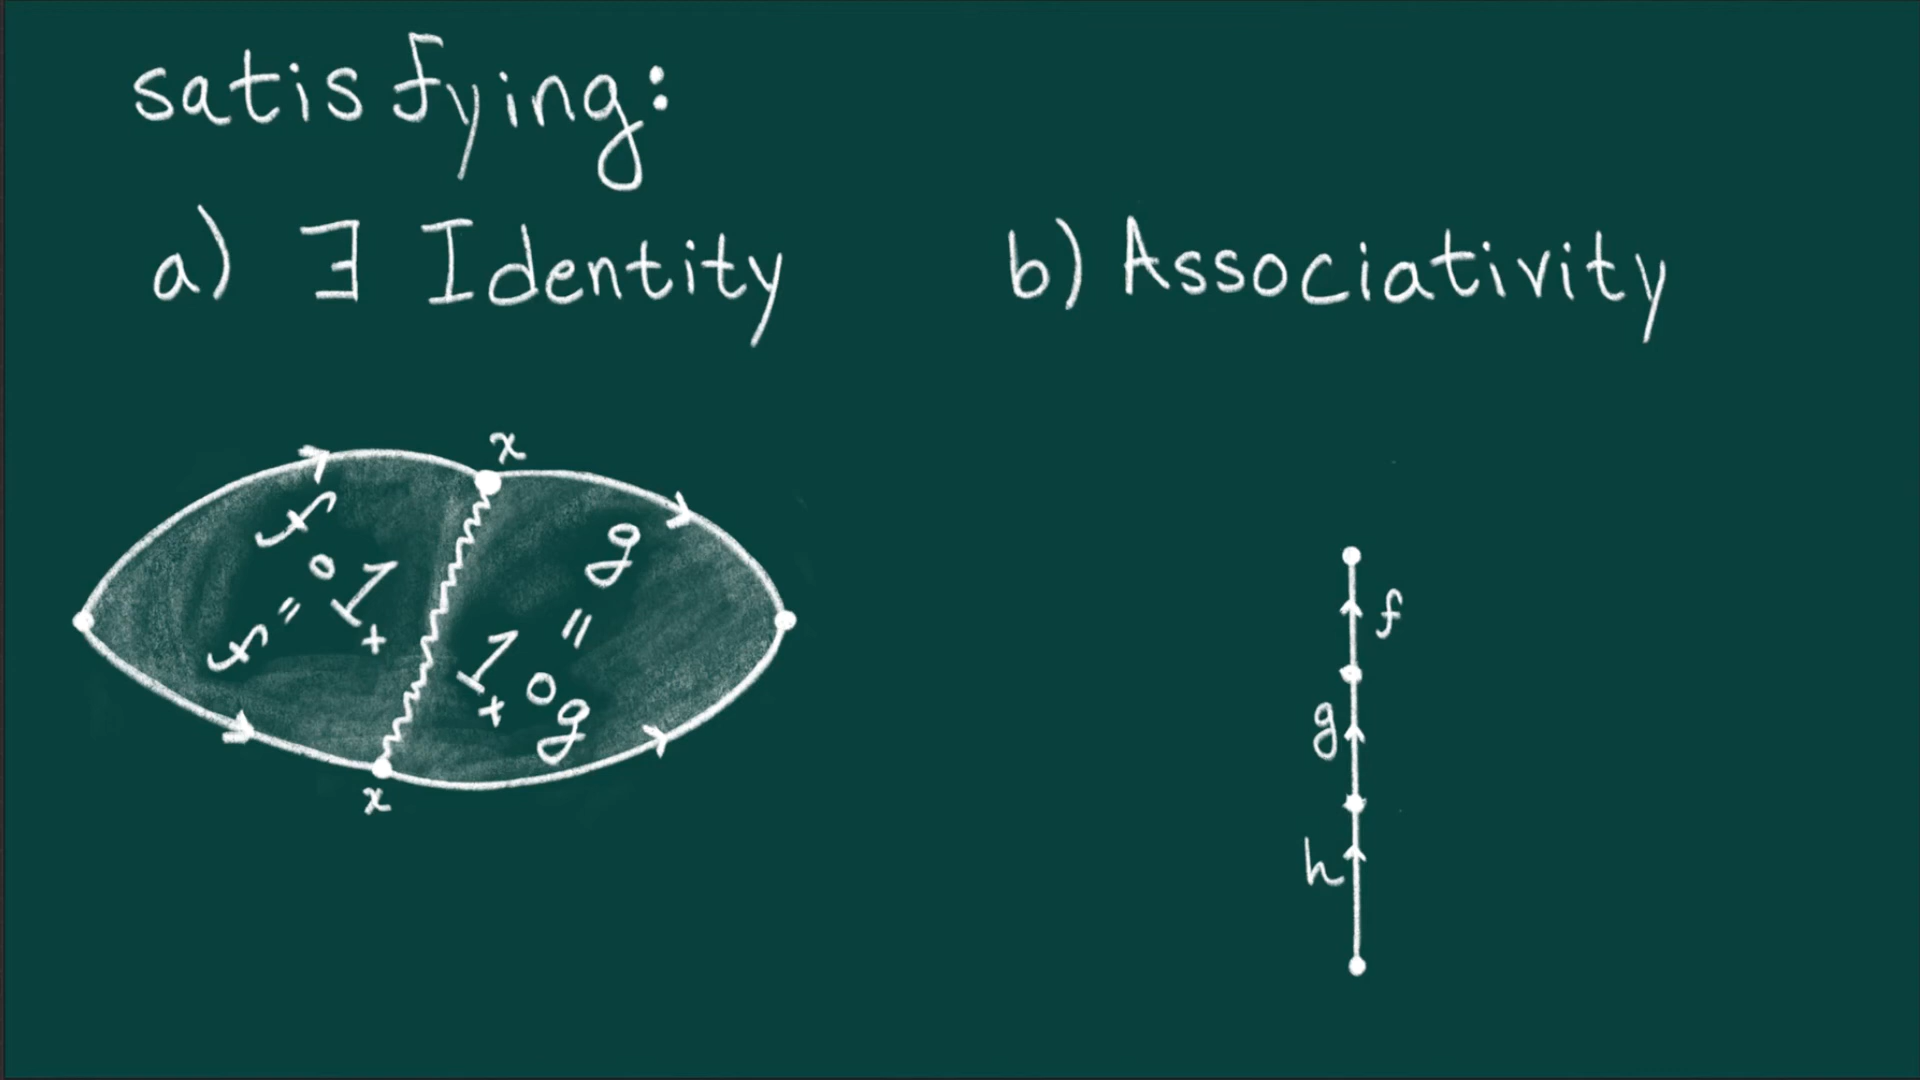 satisfying:
a) ∃ Identity
b) Associativity
x
f
= ∘ 1ₓ
f
g
=
1ₓ ∘ g
x
f
g
h